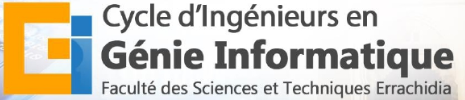 Cycle d'Ingénieurs en
Génie Informatique
Faculté des Sciences et Techniques Errachidia